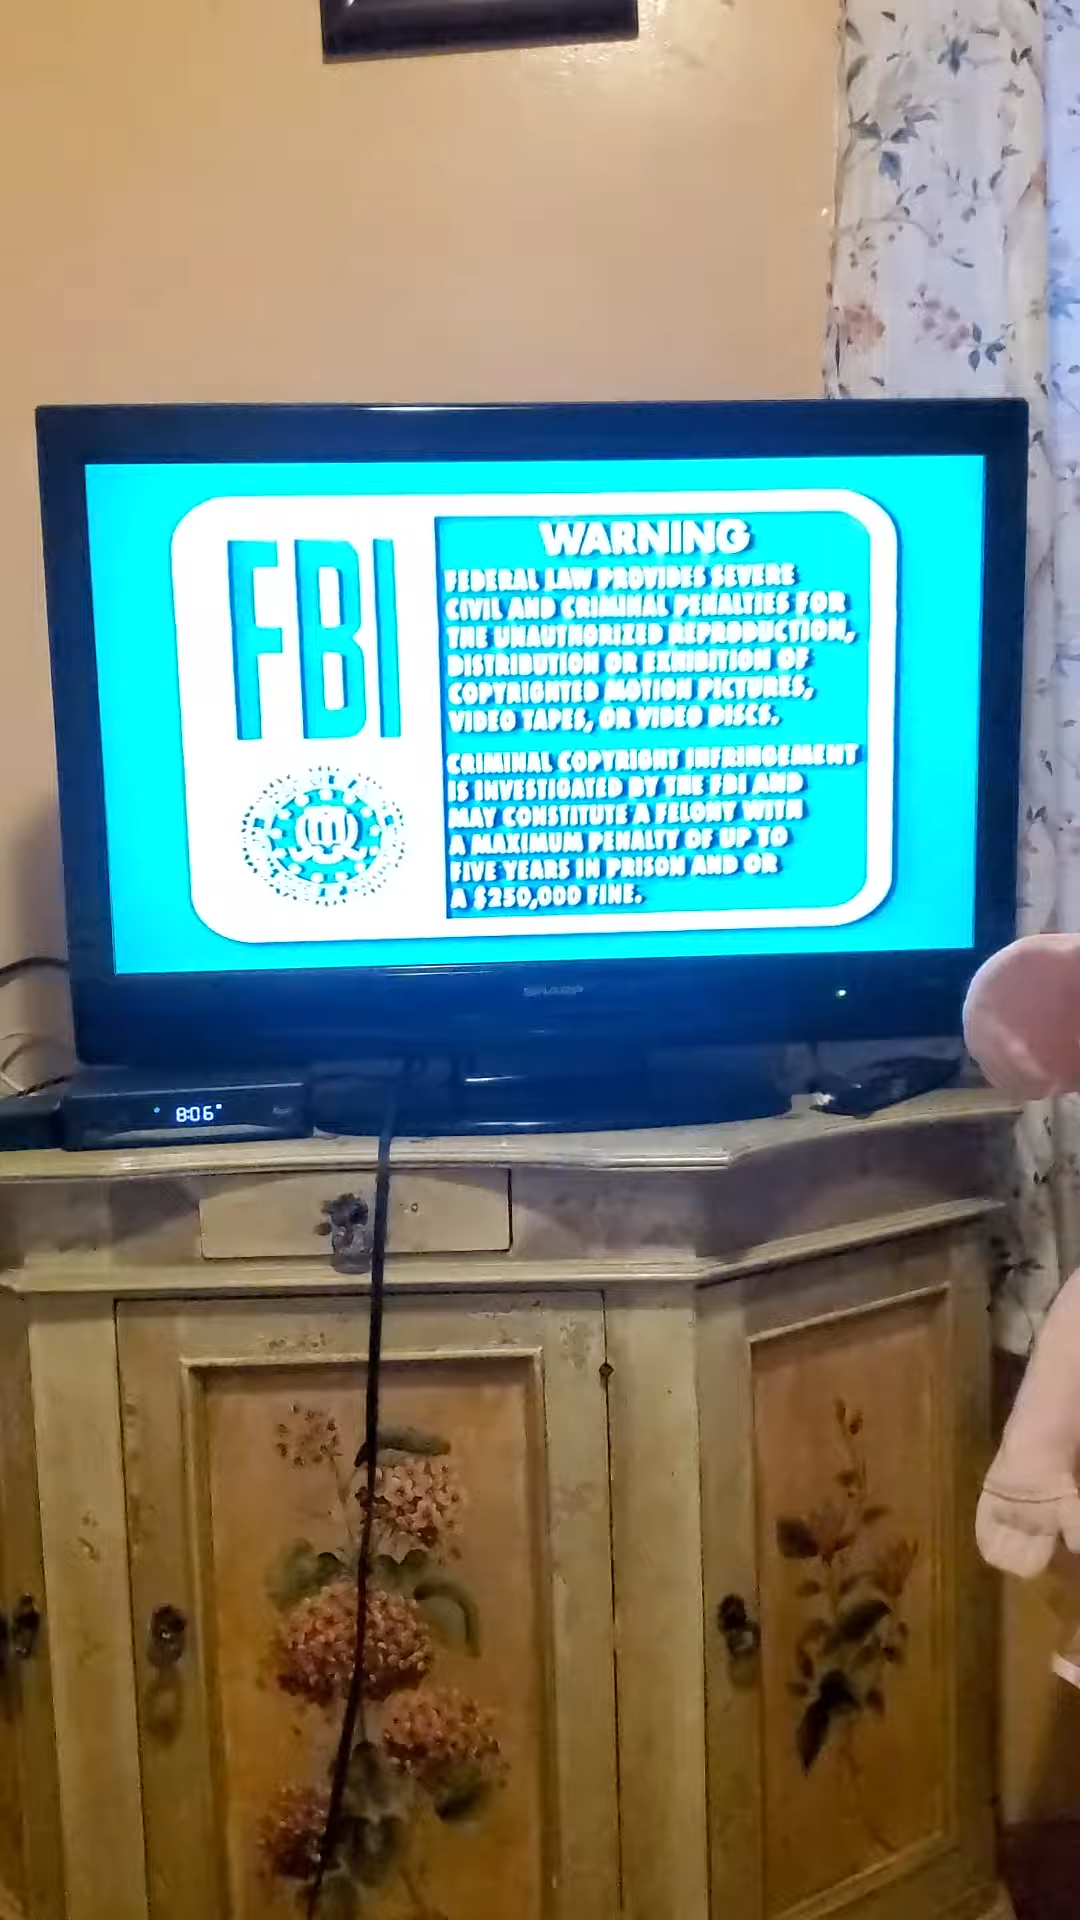 FBI
WARNING
FEDERAL LAW PROVIDES SEVERE
CIVIL AND CRIMINAL PENALTIES FOR
THE UNAUTHORIZED REPRODUCTION,
DISTRIBUTION OR EXHIBITION OF
COPYRIGHTED MOTION PICTURES,
VIDEO TAPES, OR VIDEO DISCS.
CRIMINAL COPYRIGHT INFRINGEMENT
IS INVESTIGATED BY THE FBI AND
MAY CONSTITUTE A FELONY WITH
A MAXIMUM PENALTY OF UP TO
FIVE YEARS IN PRISON AND OR
A $250,000 FINE.
SHARP
8:06